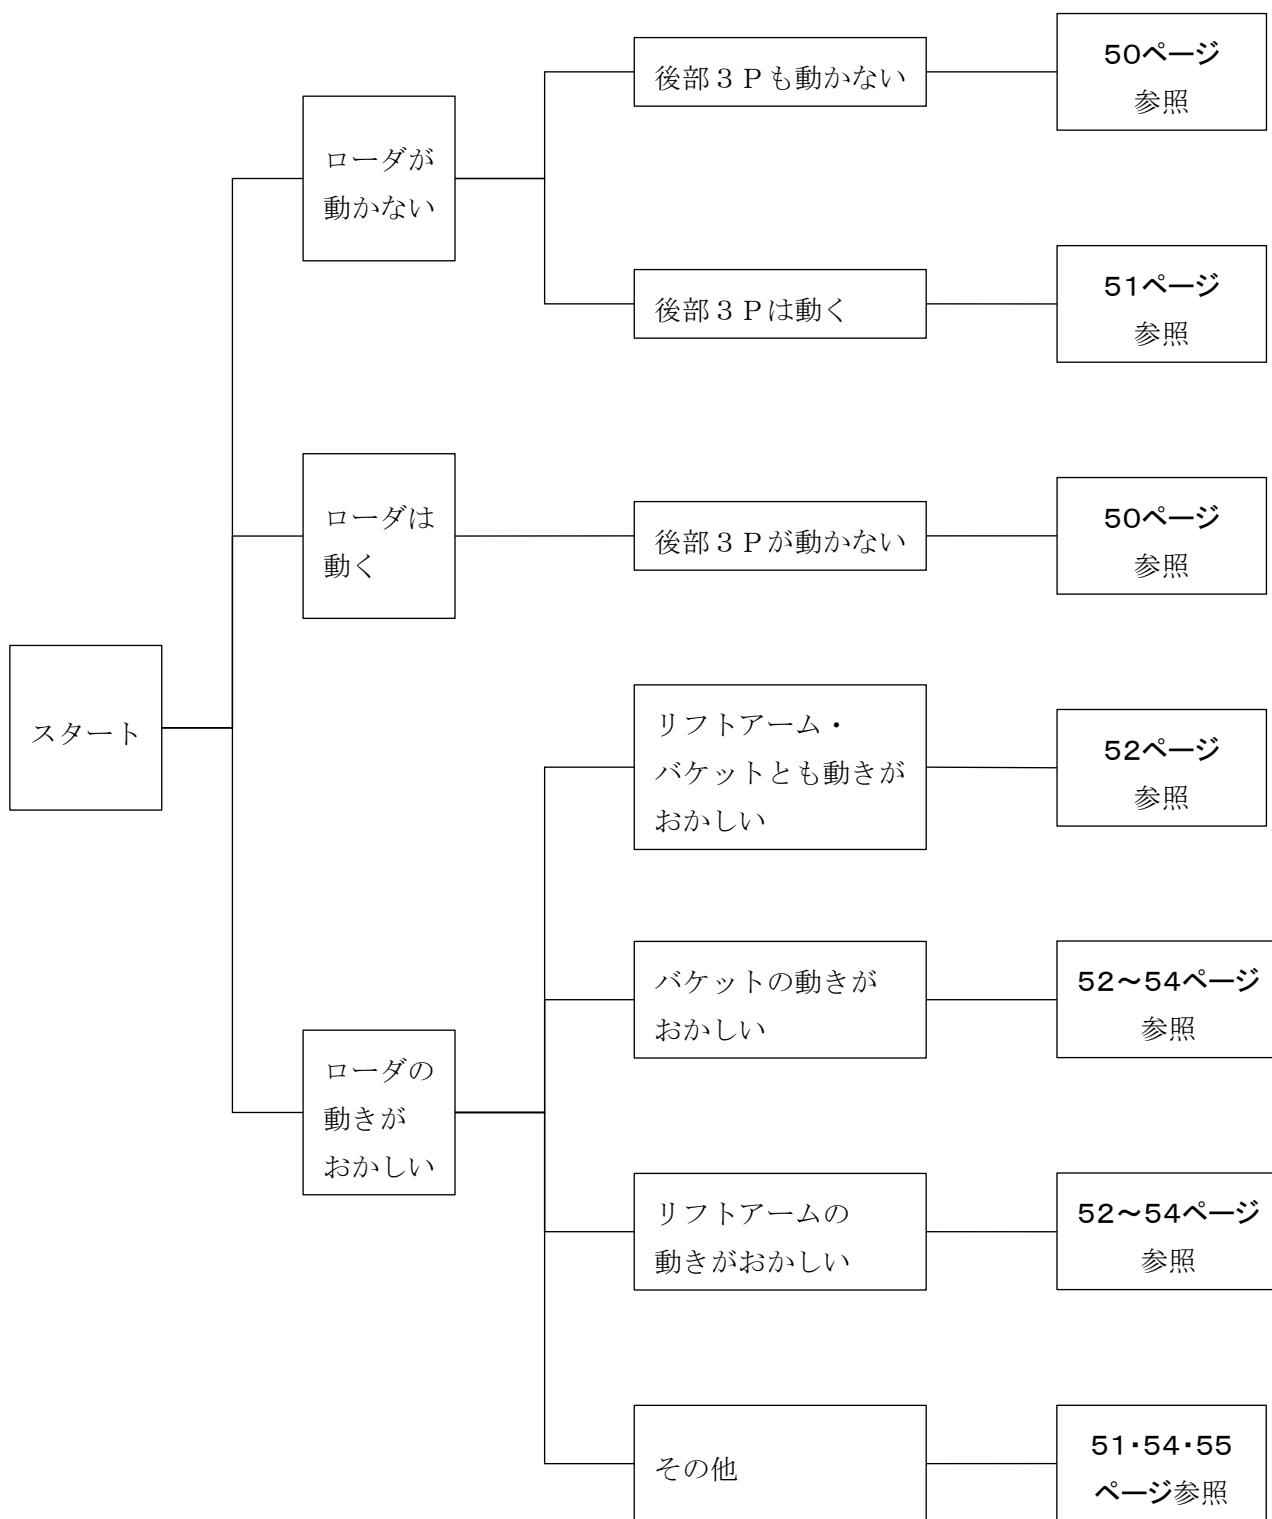 スタート
ローダが
動かない
後部３Ｐも動かない
50ページ
参照
後部３Ｐは動く
51ページ
参照
ローダは
動く
後部３Ｐが動かない
50ページ
参照
ローダの
動きが
おかしい
リフトアーム・
バケットとも動きが
おかしい
52ページ
参照
バケットの動きが
おかしい
52～54ページ
参照
リフトアームの
動きがおかしい
52～54ページ
参照
その他
51・54・55
ページ参照